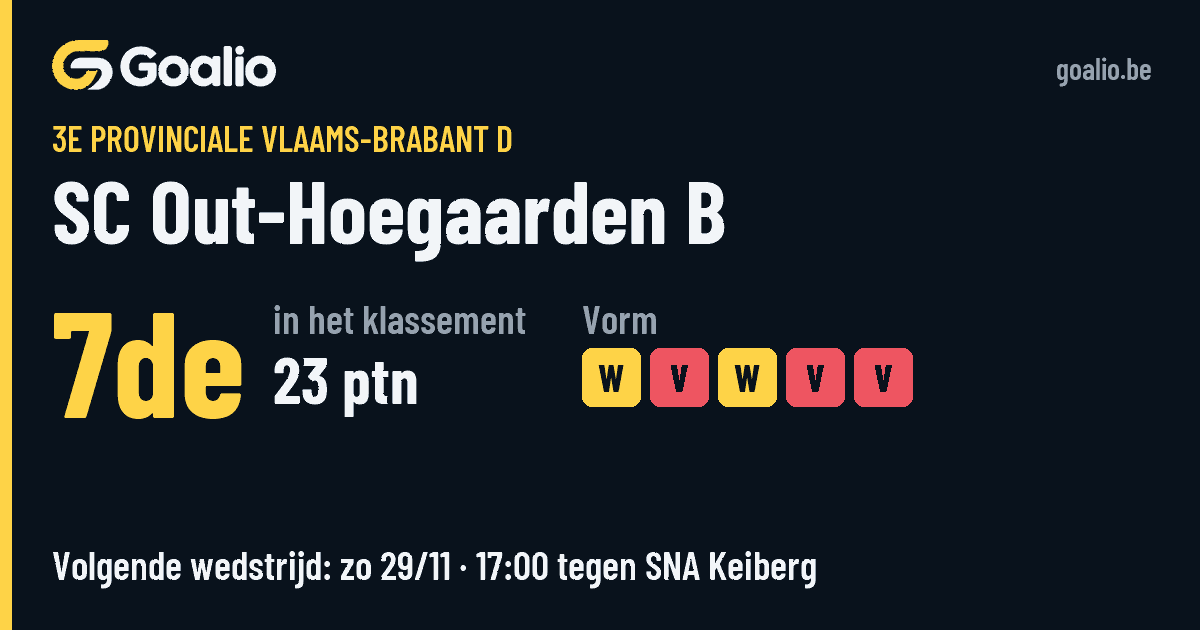 Goalio
goalio.be
3E PROVINCIALE VLAAMS-BRABANT D
SC Out-Hoegaarden B
7de
in het klassement
23 ptn
Vorm
W V W V V
Volgende wedstrijd: zo 29/11 · 17:00 tegen SNA Keiberg